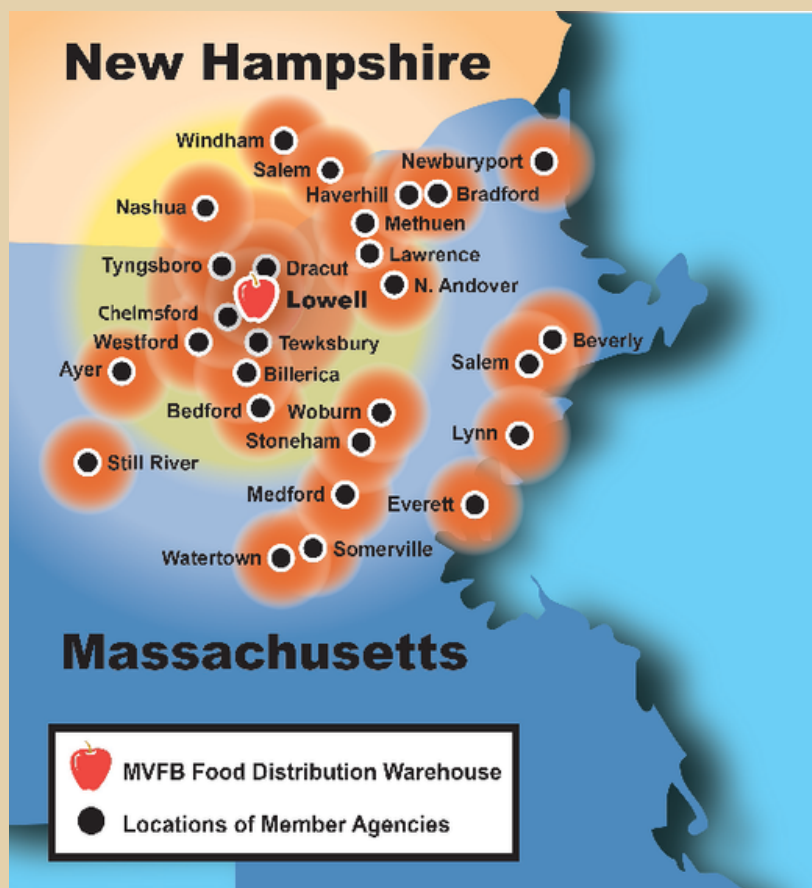 New Hampshire
Windham
Salem
Newburyport
Haverhill
Bradford
Nashua
Methuen
Lawrence
Tyngsboro
Dracut
N. Andover
Lowell
Chelmsford
Westford
Tewksbury
Beverly
Salem
Ayer
Billerica
Bedford
Woburn
Stoneham
Lynn
Still River
Medford
Everett
Watertown
Somerville
Massachusetts
MVFB Food Distribution Warehouse
Locations of Member Agencies